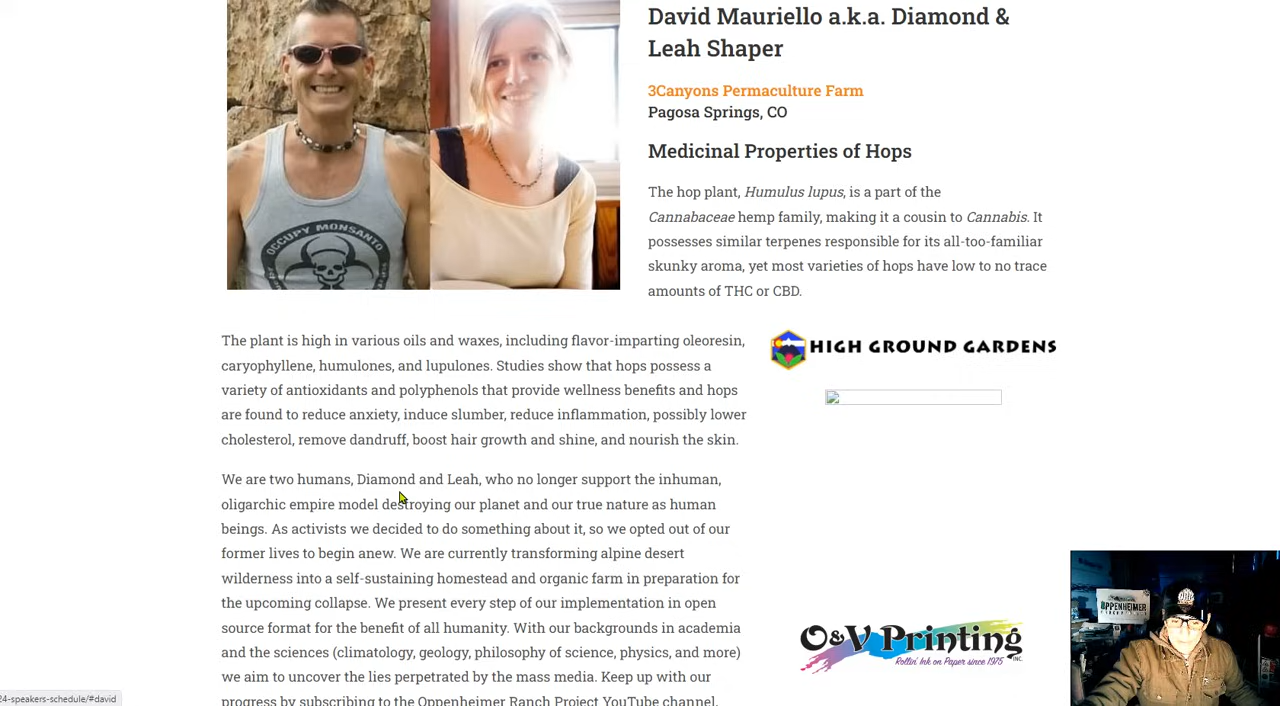 David Mauriello a.k.a. Diamond &
Leah Shaper
3Canyons Permaculture Farm
Pagosa Springs, CO
Medicinal Properties of Hops
The hop plant, Humulus lupus, is a part of the
Cannabaceae hemp family, making it a cousin to Cannabis. It
possesses similar terpenes responsible for its all-too-familiar
skunky aroma, yet most varieties of hops have low to no trace
amounts of THC or CBD.
OCCUPY MONSANTO
The plant is high in various oils and waxes, including flavor-imparting oleoresin,
caryophyllene, humulones, and lupulones. Studies show that hops possess a
variety of antioxidants and polyphenols that provide wellness benefits and hops
are found to reduce anxiety, induce slumber, reduce inflammation, possibly lower
cholesterol, remove dandruff, boost hair growth and shine, and nourish the skin.
We are two humans, Diamond and Leah, who no longer support the inhuman,
oligarchic empire model destroying our planet and our true nature as human
beings. As activists we decided to do something about it, so we opted out of our
former lives to begin anew. We are currently transforming alpine desert
wilderness into a self-sustaining homestead and organic farm in preparation for
the upcoming collapse. We present every step of our implementation in open
source format for the benefit of all humanity. With our backgrounds in academia
and the sciences (climatology, geology, philosophy of science, physics, and more)
we aim to uncover the lies perpetrated by the mass media. Keep up with our
progress by subscribing to the Oppenheimer Ranch Project YouTube channel.
HIGH GROUND GARDENS
O&V Printing INC.
Rollin' Ink on Paper since 1975
OPPENHEIMER
24-speakers-schedule/#david